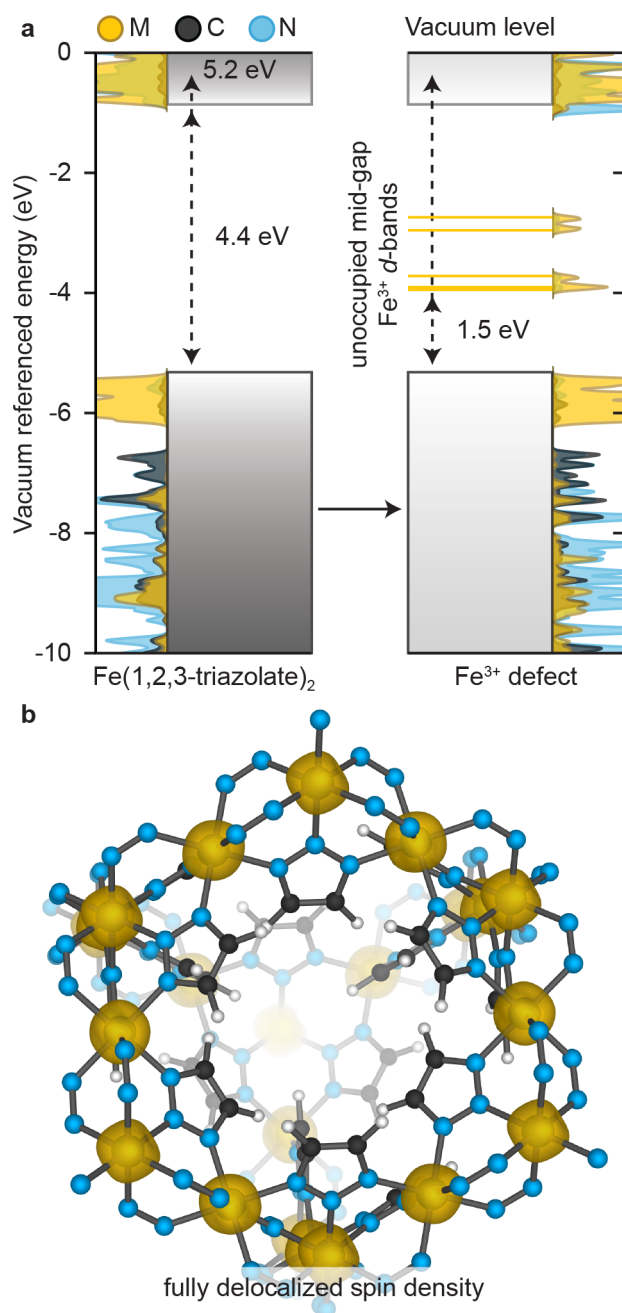 a
M C N
Vacuum level
Vacuum referenced energy (eV)
0
-2
-4
-6
-8
-10
5.2 eV
4.4 eV
unoccupied mid-gap
Fe³⁺ d-bands
1.5 eV
Fe(1,2,3-triazolate)₂
Fe³⁺ defect
b
fully delocalized spin density